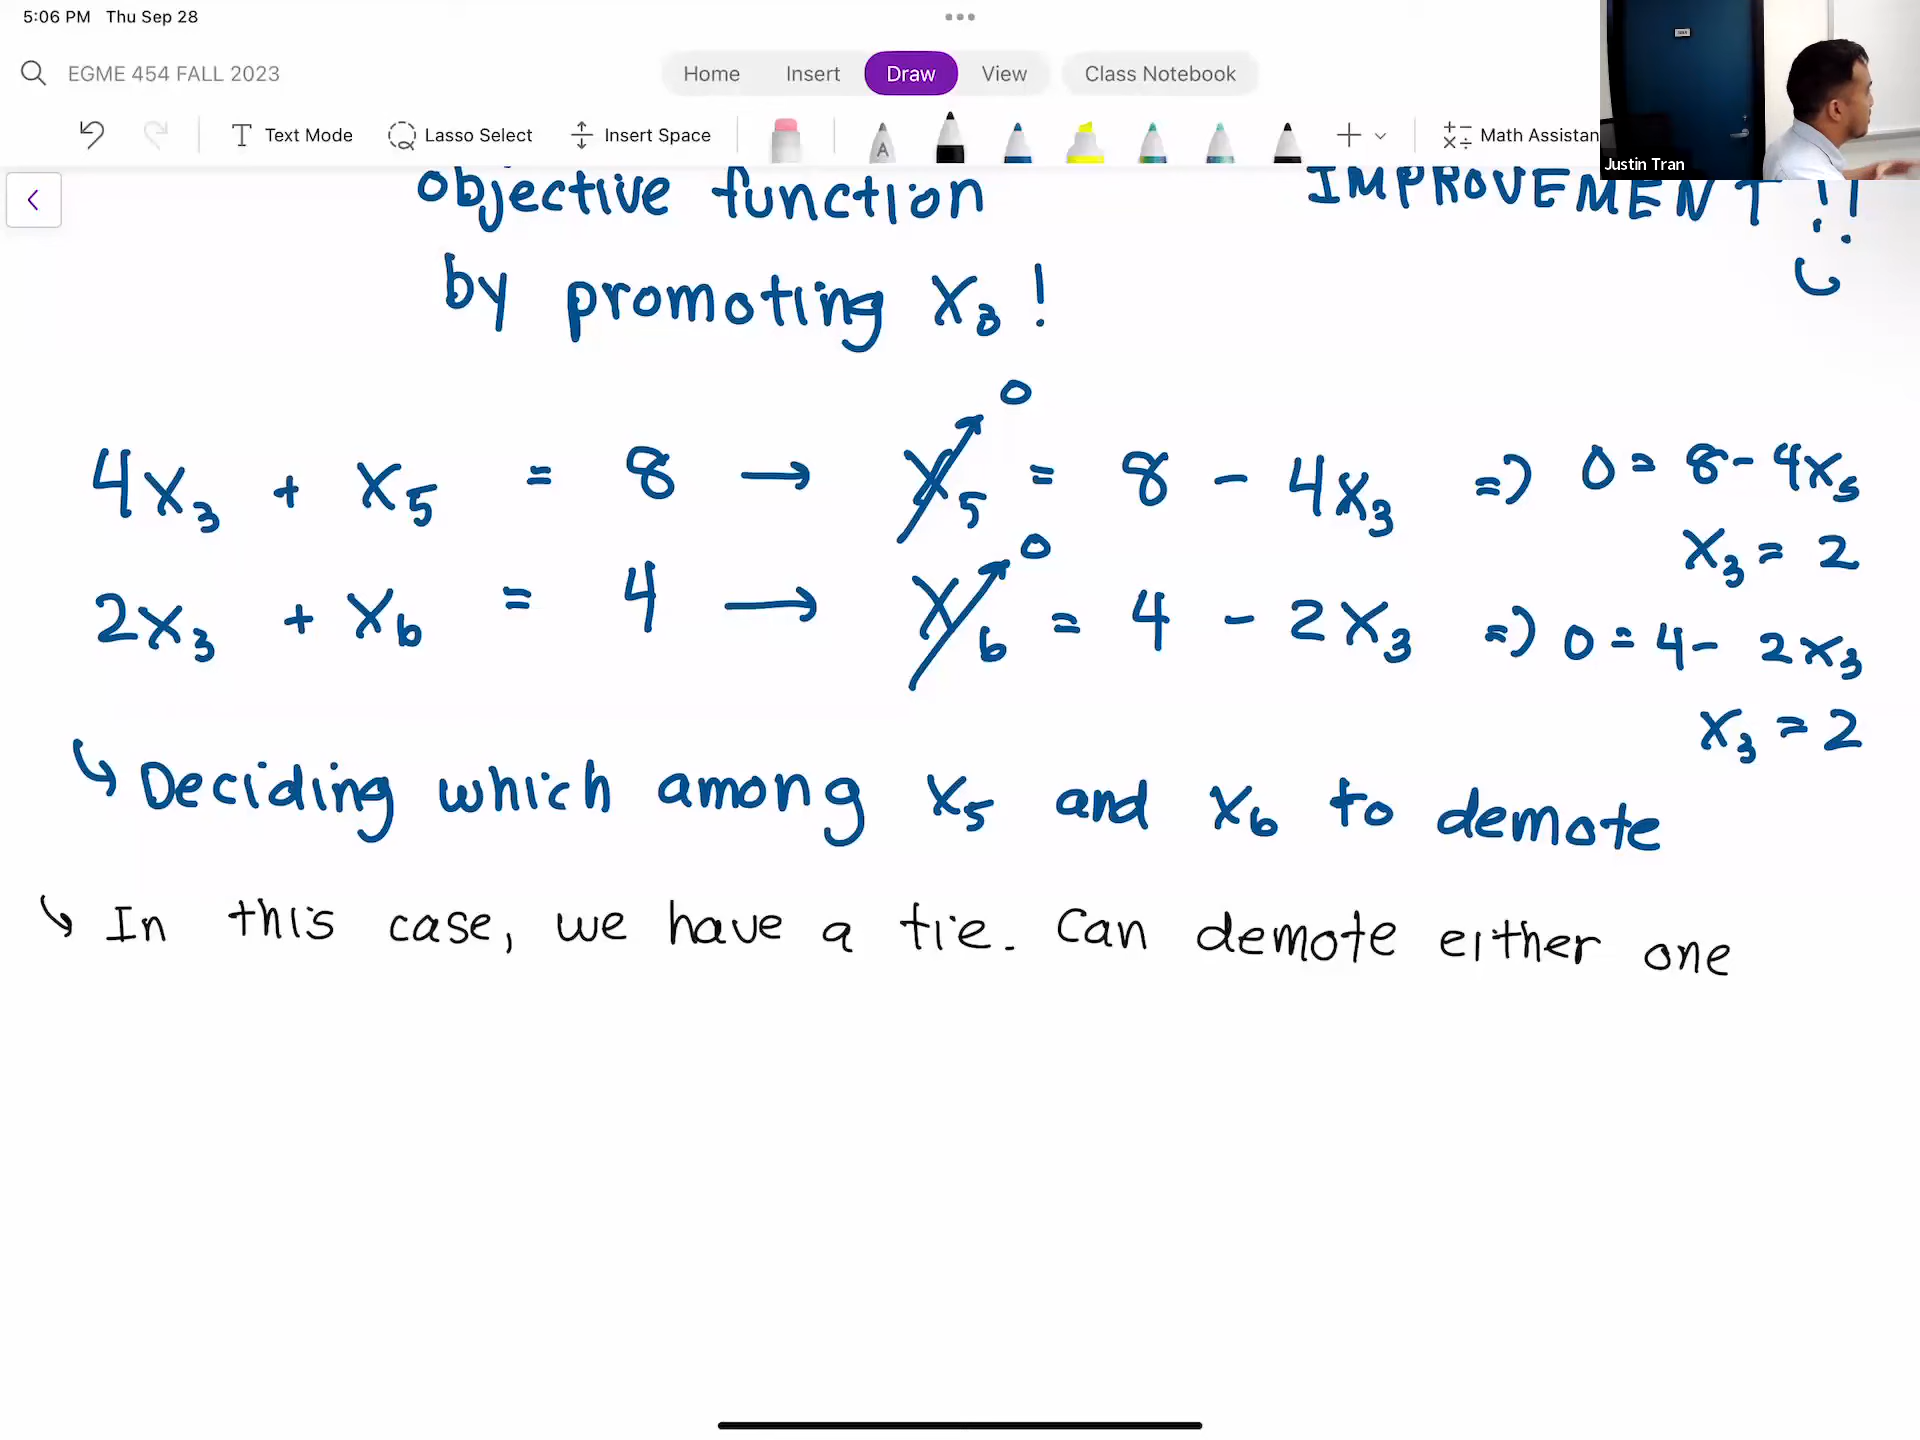 5:06 PM Thu Sep 28
EGME 454 FALL 2023
Home Insert Draw View Class Notebook
Text Mode Lasso Select Insert Space A Math Assistan
Justin Tran
objective function IMPROVEMENT !!
by promoting x₃ !
4x₃ + x₅ = 8 → x₅ 0 = 8 - 4x₃ => 0 = 8 - 4x₅
x₃ = 2
2x₃ + x₆ = 4 → x₆ 0 = 4 - 2x₃ => 0 = 4 - 2x₃
x₃ = 2
↳ Deciding which among x₅ and x₆ to demote
↳ In this case, we have a tie. Can demote either one